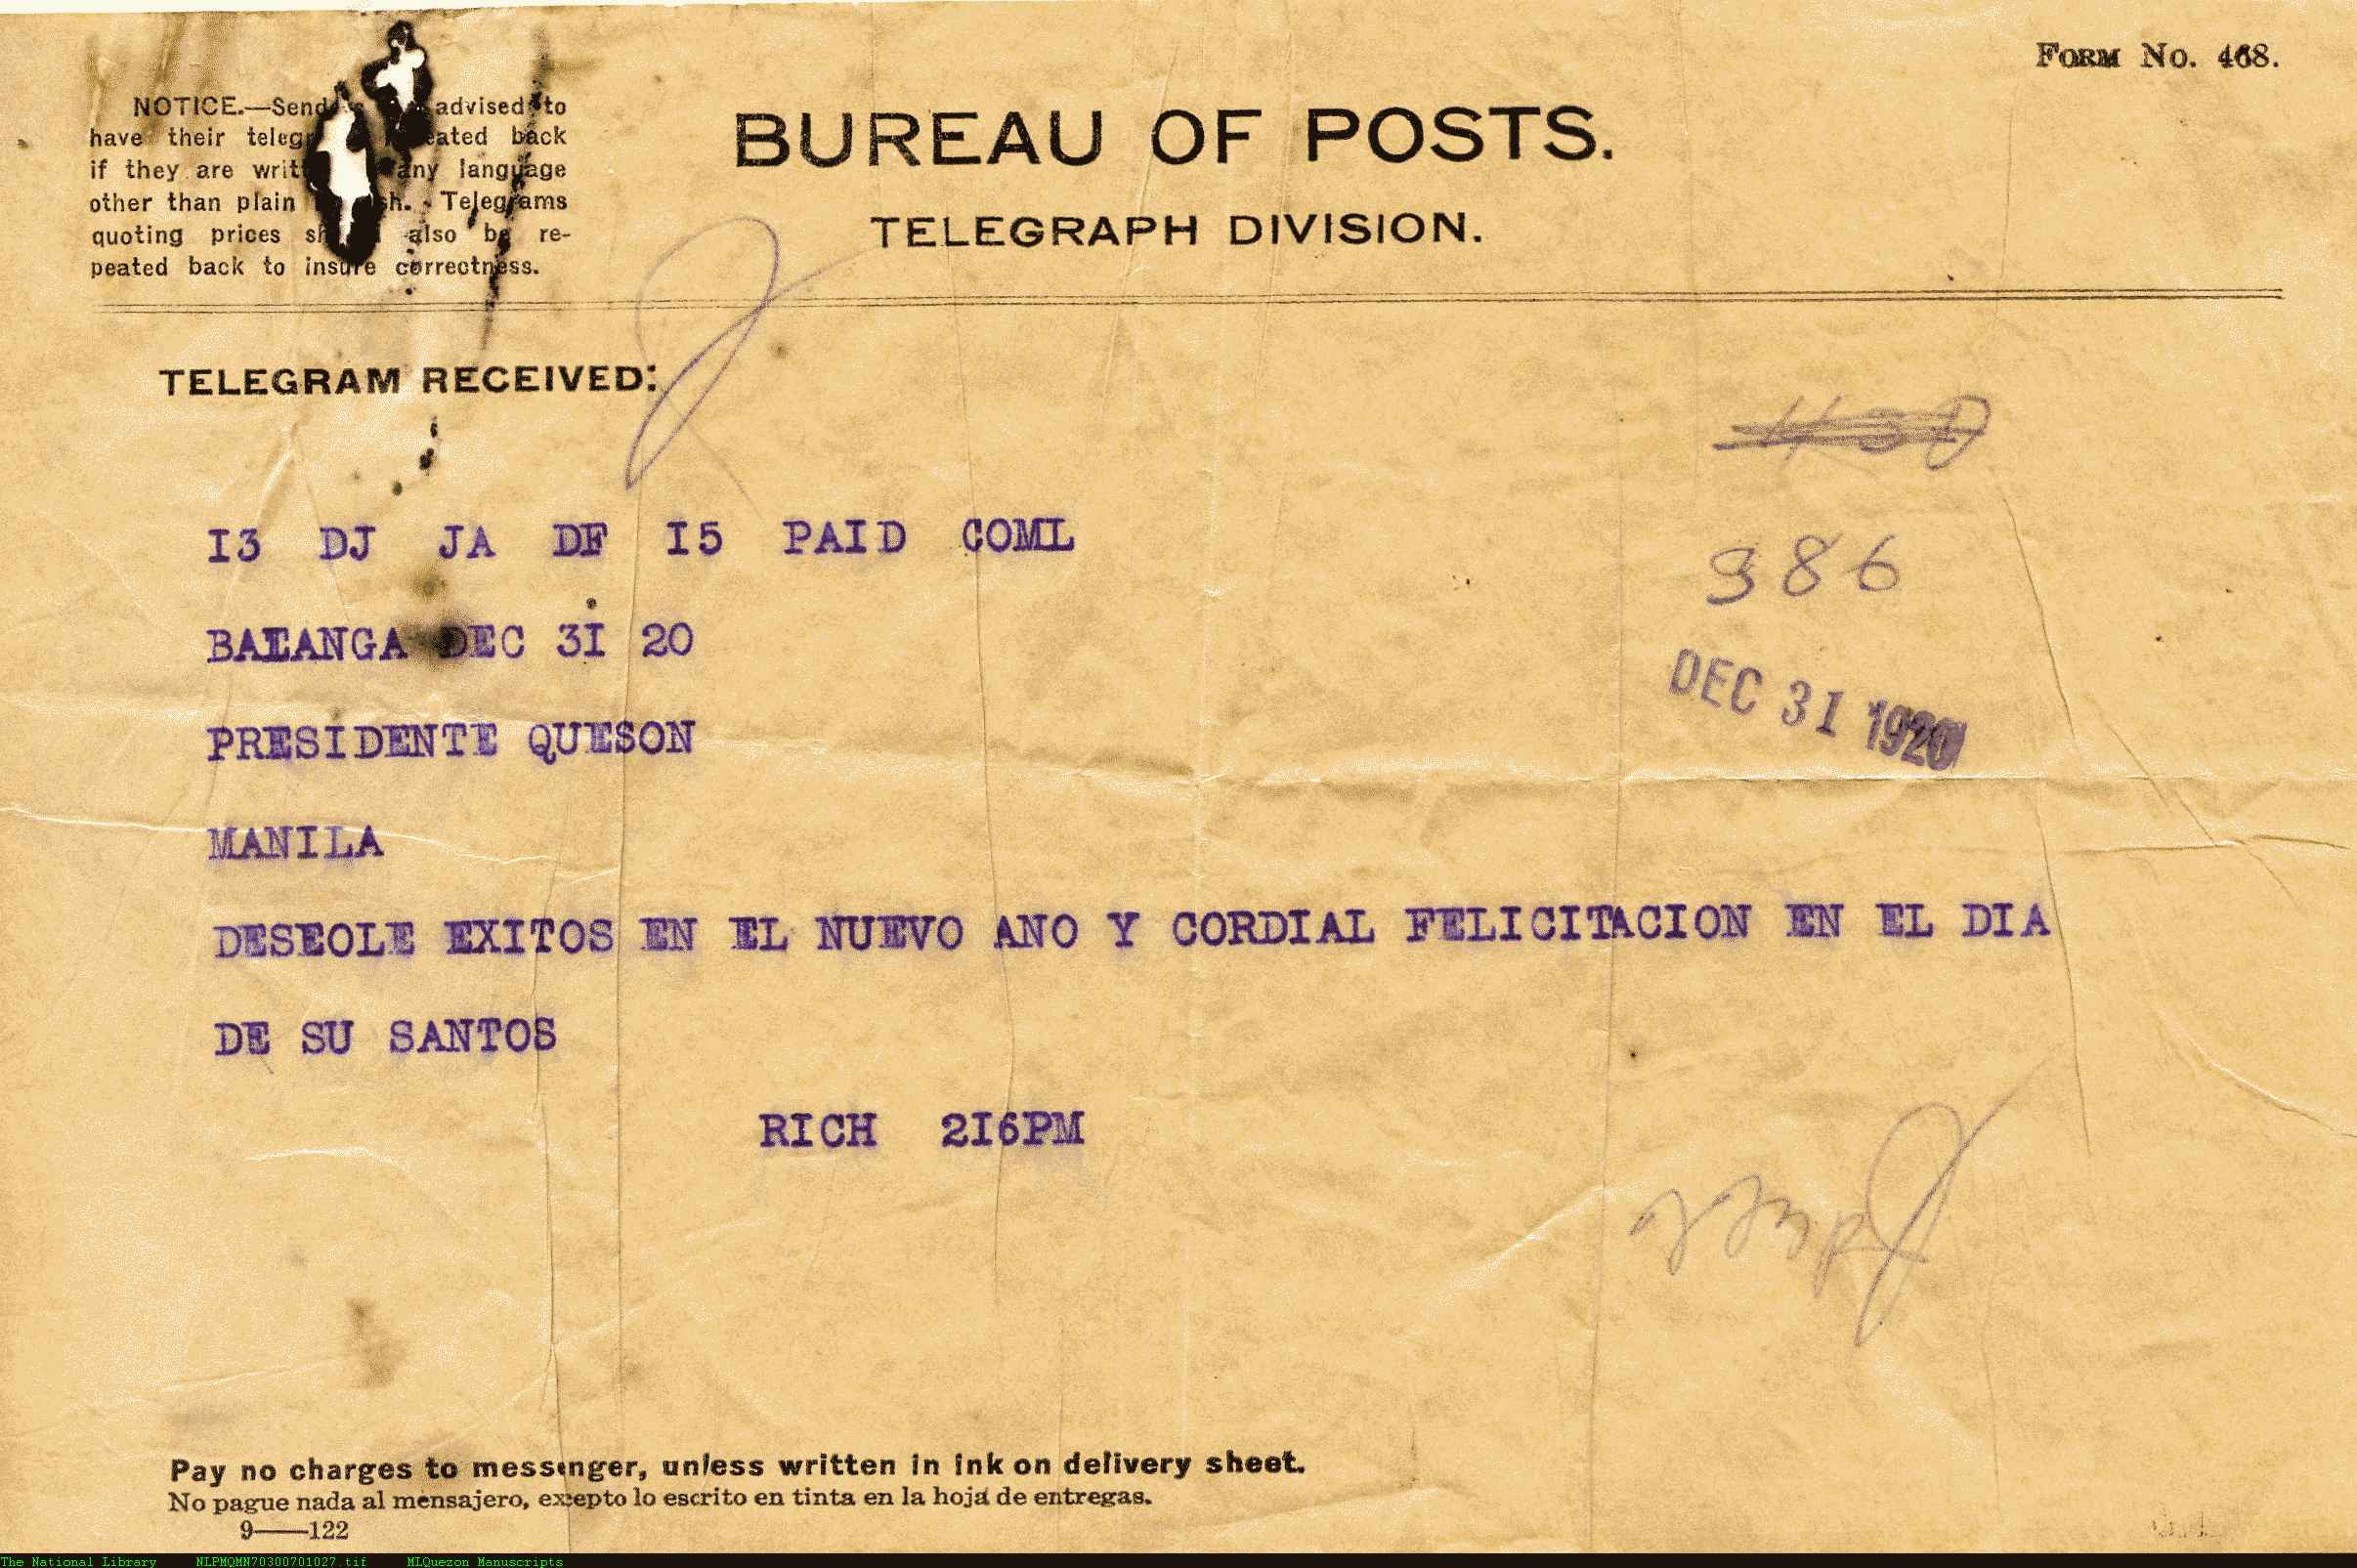 FORM No. 468.
NOTICE.—Send advised to
have their teleg eated back
if they are writ any language
other than plain sh. Telegrams
quoting prices sh also be re-
peated back to insure correctness.
BUREAU OF POSTS.
TELEGRAPH DIVISION.
TELEGRAM RECEIVED:
I3 DJ JA DF I5 PAID COML
986
BALANGA DEC 3I 20
DEC 31 1920
PRESIDENTE QUESON
MANILA
DESEOLE EXITOS EN EL NUEVO ANO Y CORDIAL FELICITACION EN EL DIA
DE SU SANTOS
RICH 2I6PM
Pay no charges to messenger, unless written in ink on delivery sheet.
No pague nada al mensajero, excepto lo escrito en tinta en la hoja de entregas.
9——122
The National Library NLPMQMN70300701027.tif MLQuezon Manuscripts